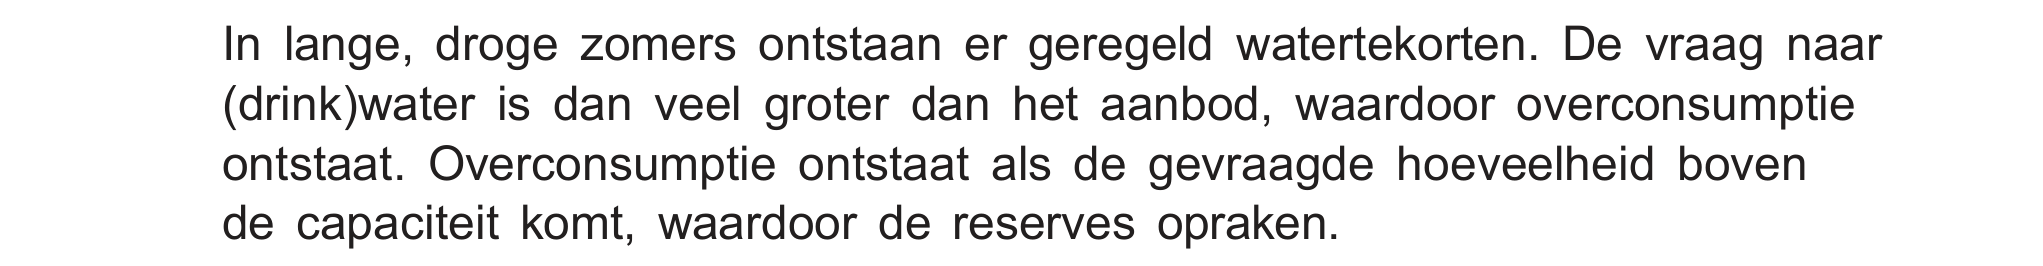 In lange, droge zomers ontstaan er geregeld watertekorten. De vraag naar
(drink)water is dan veel groter dan het aanbod, waardoor overconsumptie
ontstaat. Overconsumptie ontstaat als de gevraagde hoeveelheid boven
de capaciteit komt, waardoor de reserves opraken.